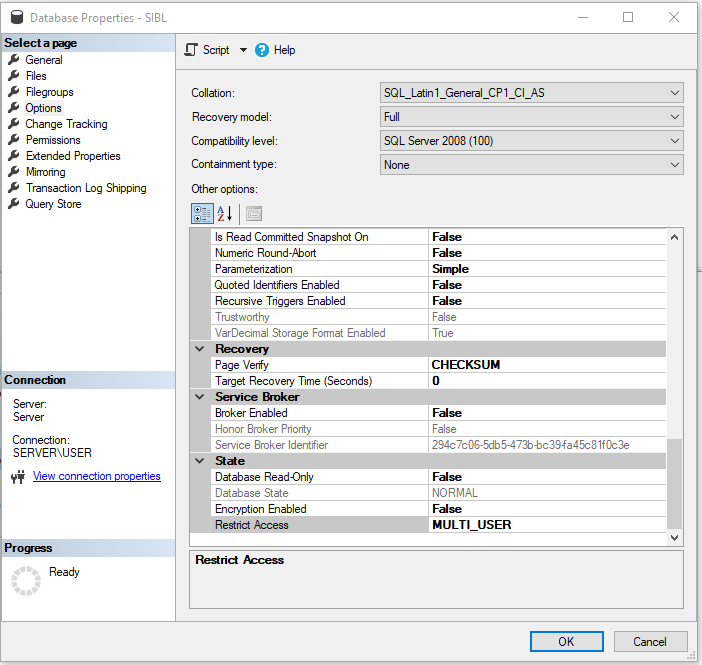 Database Properties - SIBL
Select a page
General
Files
Filegroups
Options
Change Tracking
Permissions
Extended Properties
Mirroring
Transaction Log Shipping
Query Store
Connection
Server:
Server
Connection:
SERVER\USER
View connection properties
Progress
Ready
Script
Help
Collation: SQL_Latin1_General_CP1_CI_AS
Recovery model: Full
Compatibility level: SQL Server 2008 (100)
Containment type: None
Other options:
A
Z
Is Read Committed Snapshot On False
Numeric Round-Abort False
Parameterization Simple
Quoted Identifiers Enabled False
Recursive Triggers Enabled False
Trustworthy False
VarDecimal Storage Format Enabled True
Recovery
Page Verify CHECKSUM
Target Recovery Time (Seconds) 0
Service Broker
Broker Enabled False
Honor Broker Priority False
Service Broker Identifier 294c7c06-5db5-473b-bc39-fa45c81f0c3e
State
Database Read-Only False
Database State NORMAL
Encryption Enabled False
Restrict Access MULTI_USER
Restrict Access
OK
Cancel